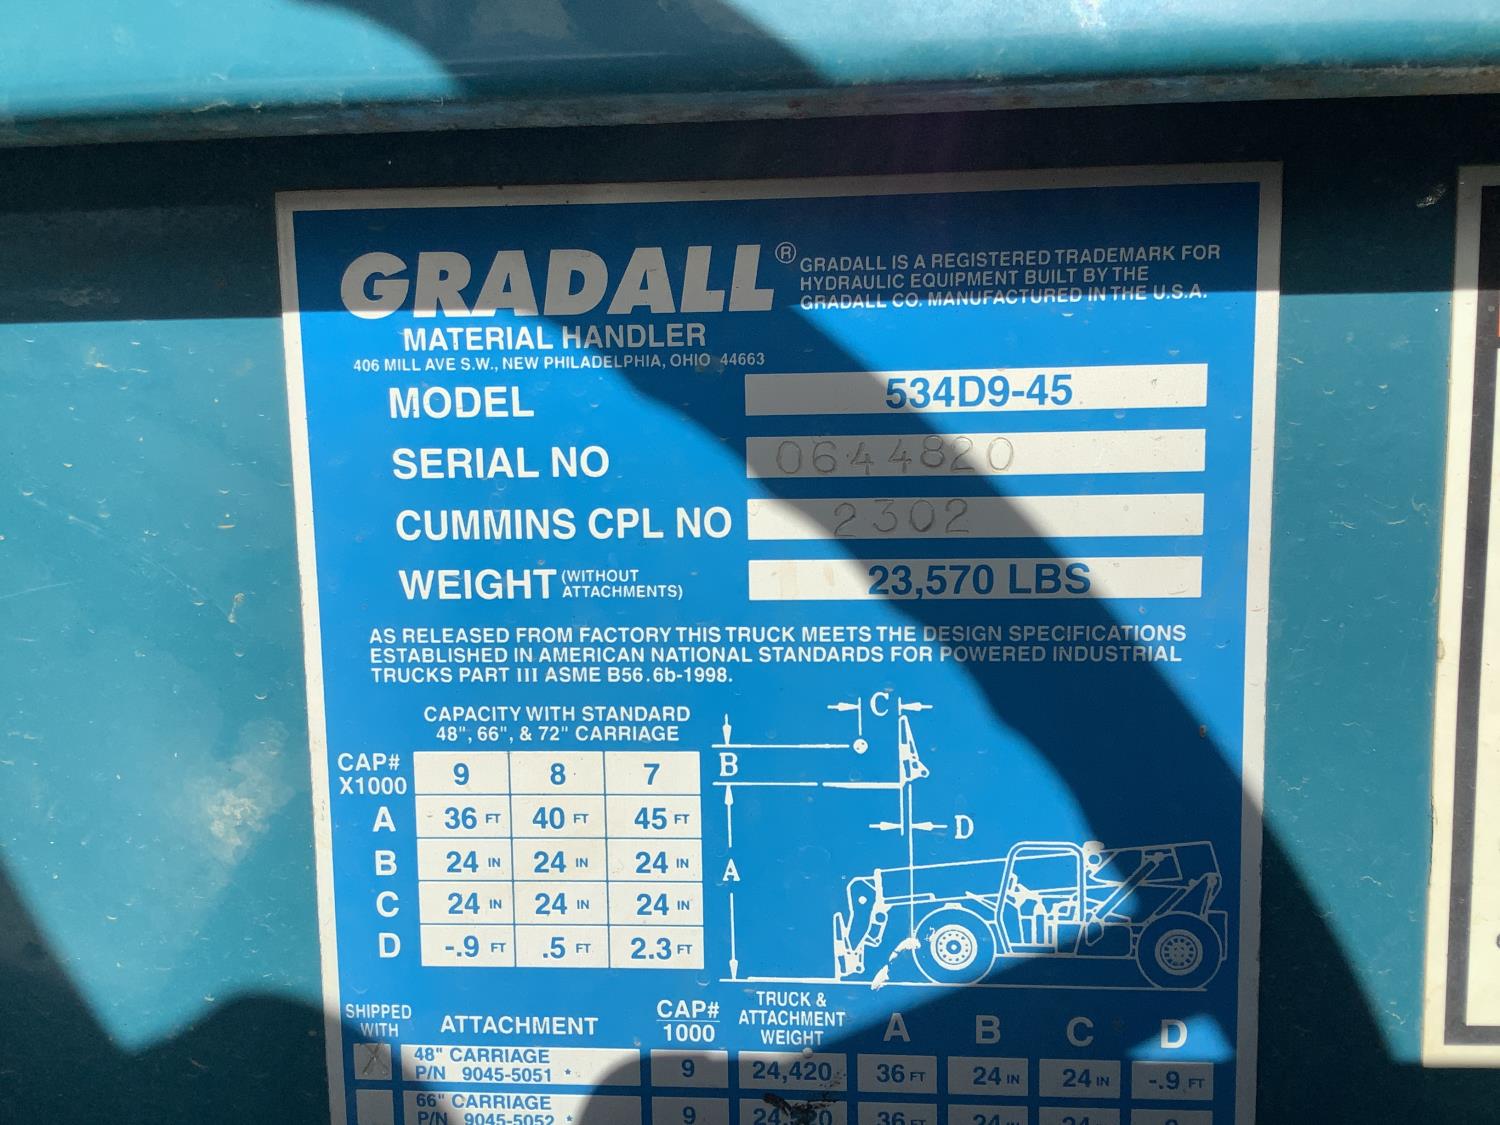 GRADALL®
GRADALL IS A REGISTERED TRADEMARK FOR
HYDRAULIC EQUIPMENT BUILT BY THE
GRADALL CO. MANUFACTURED IN THE U.S.A.
MATERIAL HANDLER
406 MILL AVE S.W., NEW PHILADELPHIA, OHIO 44663
MODEL 534D9-45
SERIAL NO 0644820
CUMMINS CPL NO 2302
WEIGHT (WITHOUT ATTACHMENTS) 23,570 LBS
AS RELEASED FROM FACTORY THIS TRUCK MEETS THE DESIGN SPECIFICATIONS
ESTABLISHED IN AMERICAN NATIONAL STANDARDS FOR POWERED INDUSTRIAL
TRUCKS PART III ASME B56.6b-1998.
CAPACITY WITH STANDARD
48", 66", & 72" CARRIAGE
CAP# X1000 9 8 7
A 36 FT 40 FT 45 FT
B 24 IN 24 IN 24 IN
C 24 IN 24 IN 24 IN
D -.9 FT .5 FT 2.3 FT
C
B
D
A
SHIPPED WITH ATTACHMENT CAP# 1000 TRUCK & ATTACHMENT WEIGHT A B C D
X 48" CARRIAGE P/N 9045-5051 * 9 24,420 36 FT 24 IN 24 IN -.9 FT
66" CARRIAGE P/N 9045-5052 * 9 36 FT 24 IN 24